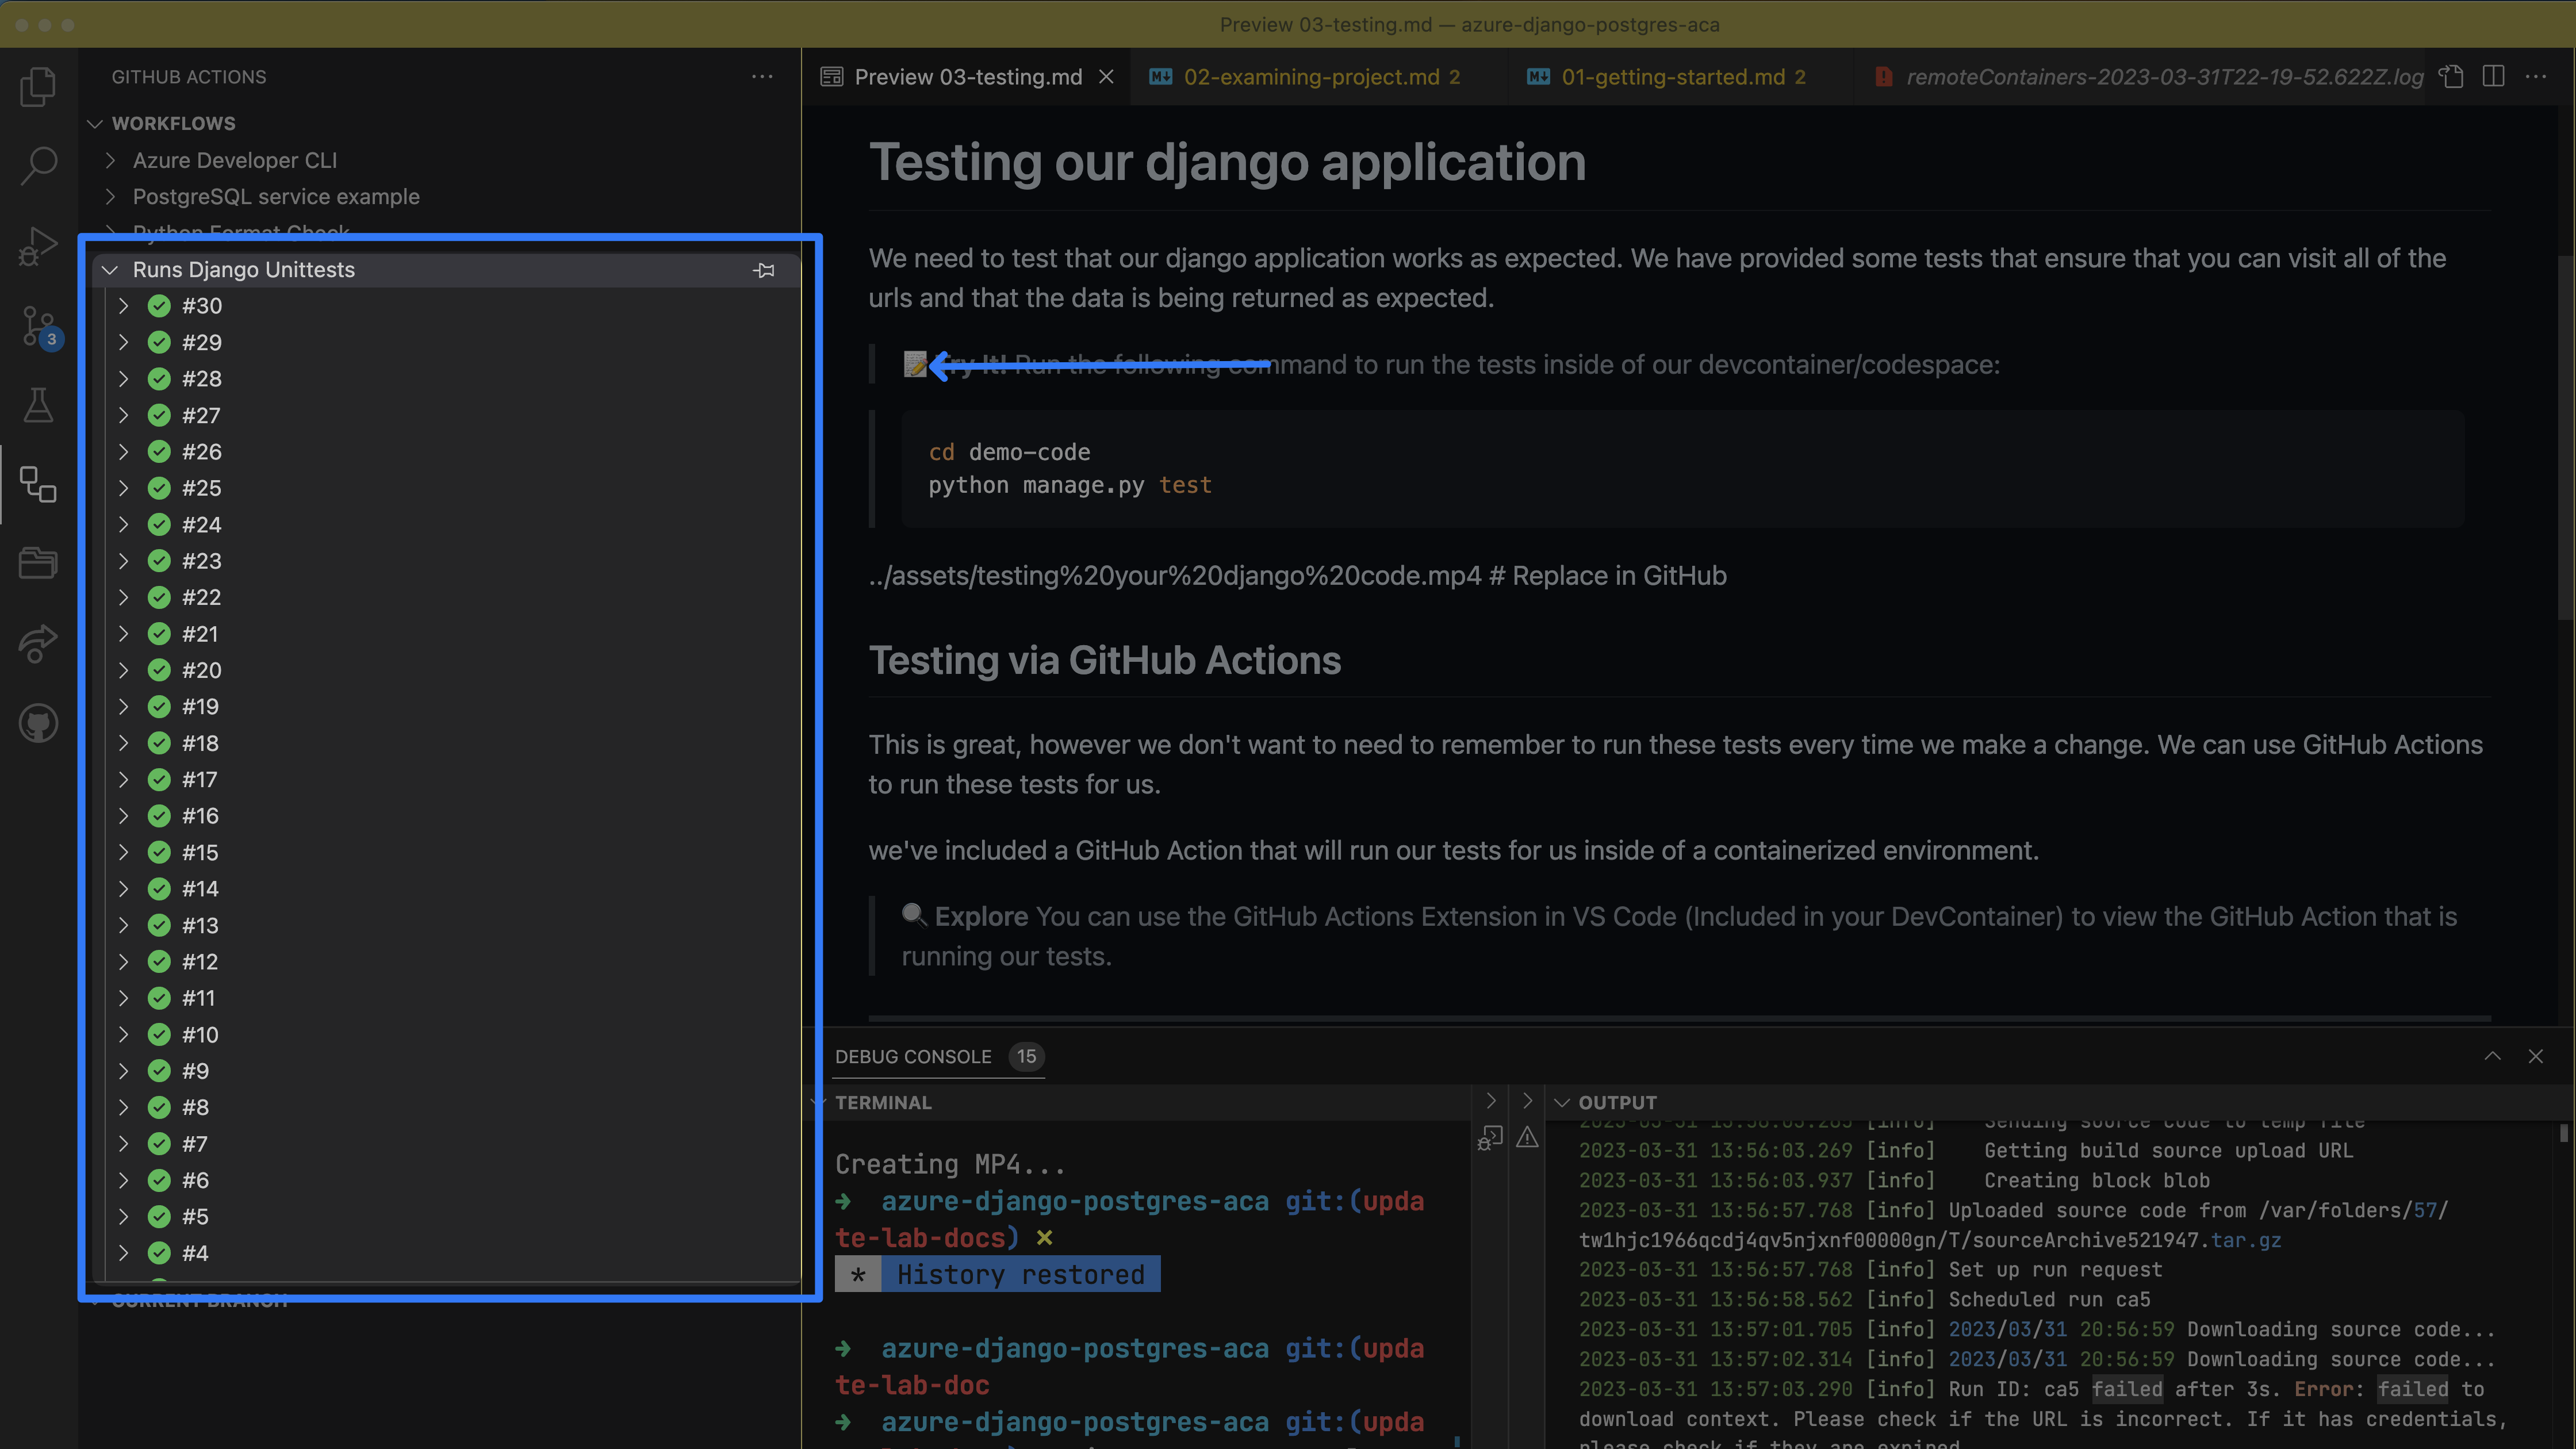 Preview 03-testing.md — azure-django-postgres-aca
GITHUB ACTIONS
Preview 03-testing.md
02-examining-project.md 2
01-getting-started.md 2
remoteContainers-2023-03-31T22-19-52.622Z.log
WORKFLOWS
Azure Developer CLI
PostgreSQL service example
Python Format Check
Runs Django Unittests
#30
#29
#28
#27
#26
#25
#24
#23
#22
#21
#20
#19
#18
#17
#16
#15
#14
#13
#12
#11
#10
#9
#8
#7
#6
#5
#4
CURRENT BRANCH
3
Testing our django application
We need to test that our django application works as expected. We have provided some tests that ensure that you can visit all of the
urls and that the data is being returned as expected.
Try It! Run the following command to run the tests inside of our devcontainer/codespace:
cd demo-code
python manage.py test
../assets/testing%20your%20django%20code.mp4 # Replace in GitHub
Testing via GitHub Actions
This is great, however we don't want to need to remember to run these tests every time we make a change. We can use GitHub Actions
to run these tests for us.
we've included a GitHub Action that will run our tests for us inside of a containerized environment.
Explore You can use the GitHub Actions Extension in VS Code (Included in your DevContainer) to view the GitHub Action that is
running our tests.
DEBUG CONSOLE 15
TERMINAL
Creating MP4...
➜ azure-django-postgres-aca git:(upda
te-lab-docs) ×
* History restored
➜ azure-django-postgres-aca git:(upda
te-lab-doc
➜ azure-django-postgres-aca git:(upda
OUTPUT
2023-03-31 13:56:03.265 [info] Sending source code to temp file
2023-03-31 13:56:03.269 [info] Getting build source upload URL
2023-03-31 13:56:03.937 [info] Creating block blob
2023-03-31 13:56:57.768 [info] Uploaded source code from /var/folders/57/
tw1hjc1966qcdj4qv5njxnf00000gn/T/sourceArchive521947.tar.gz
2023-03-31 13:56:57.768 [info] Set up run request
2023-03-31 13:56:58.562 [info] Scheduled run ca5
2023-03-31 13:57:01.705 [info] 2023/03/31 20:56:59 Downloading source code...
2023-03-31 13:57:02.314 [info] 2023/03/31 20:56:59 Downloading source code...
2023-03-31 13:57:03.290 [info] Run ID: ca5 failed after 3s. Error: failed to
download context. Please check if the URL is incorrect. If it has credentials,
please check if they are expired